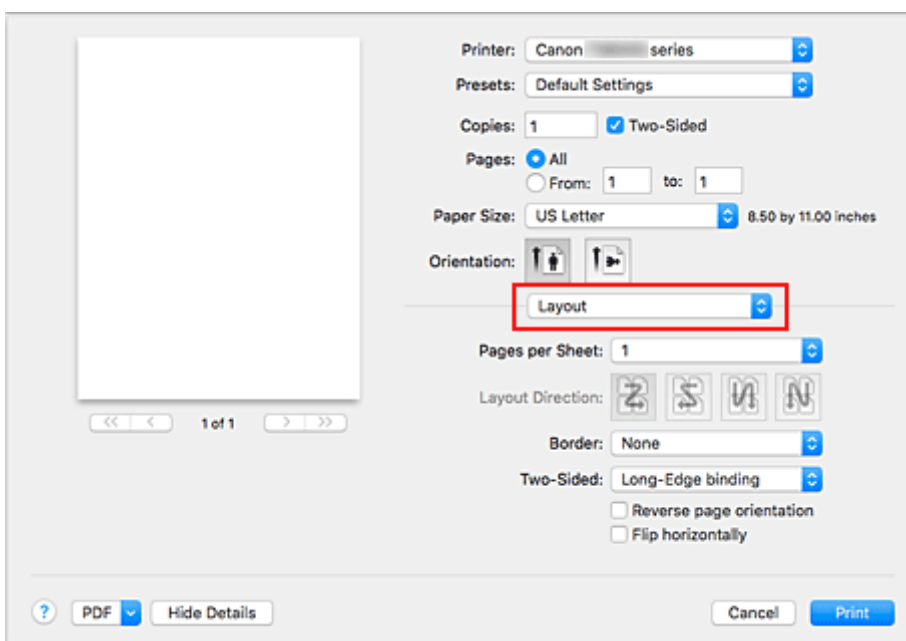 Printer: Canon series
Presets: Default Settings
Copies: 1 Two-Sided
Pages: All
From: 1 to: 1
Paper Size: US Letter 8.50 by 11.00 inches
Orientation:
Layout
Pages per Sheet: 1
Layout Direction:
Border: None
Two-Sided: Long-Edge binding
Reverse page orientation
Flip horizontally
<< < 1 of 1 > >>
? PDF Hide Details Cancel Print